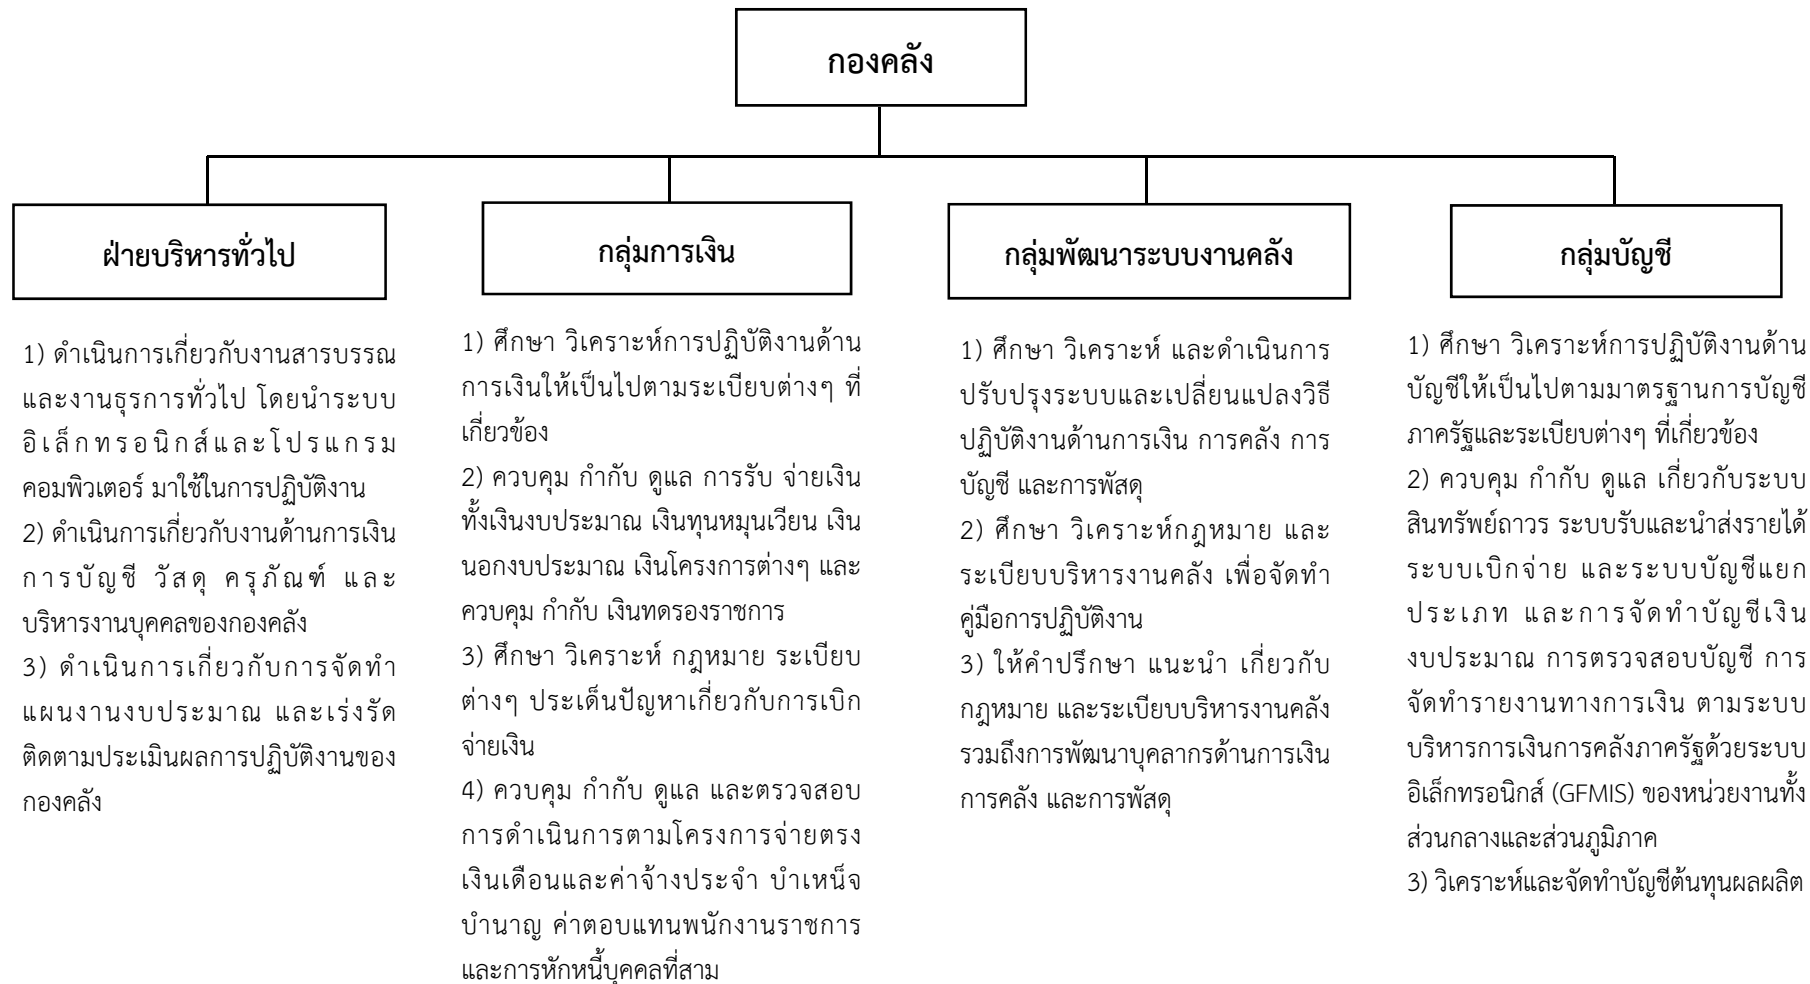 กองคลัง
ฝ่ายบริหารทั่วไป
1) ดำเนินการเกี่ยวกับงานสารบรรณ
และงานธุรการทั่วไป โดยนำระบบ
อิเล็กทรอนิกส์และโปรแกรม
คอมพิวเตอร์ มาใช้ในการปฏิบัติงาน
2) ดำเนินการเกี่ยวกับงานด้านการเงิน
การบัญชี วัสดุ ครุภัณฑ์ และ
บริหารงานบุคคลของกองคลัง
3) ดำเนินการเกี่ยวกับการจัดทำ
แผนงานงบประมาณ และเร่งรัด
ติดตามประเมินผลการปฏิบัติงานของ
กองคลัง
กลุ่มการเงิน
1) ศึกษา วิเคราะห์การปฏิบัติงานด้าน
การเงินให้เป็นไปตามระเบียบต่างๆ ที่
เกี่ยวข้อง
2) ควบคุม กำกับ ดูแล การรับ จ่ายเงิน
ทั้งเงินงบประมาณ เงินทุนหมุนเวียน เงิน
นอกงบประมาณ เงินโครงการต่างๆ และ
ควบคุม กำกับ เงินทดรองราชการ
3) ศึกษา วิเคราะห์ กฎหมาย ระเบียบ
ต่างๆ ประเด็นปัญหาเกี่ยวกับการเบิก
จ่ายเงิน
4) ควบคุม กำกับ ดูแล และตรวจสอบ
การดำเนินการตามโครงการจ่ายตรง
เงินเดือนและค่าจ้างประจำ บำเหน็จ
บำนาญ ค่าตอบแทนพนักงานราชการ
และการหักหนี้บุคคลที่สาม
กลุ่มพัฒนาระบบงานคลัง
1) ศึกษา วิเคราะห์ และดำเนินการ
ปรับปรุงระบบและเปลี่ยนแปลงวิธี
ปฏิบัติงานด้านการเงิน การคลัง การ
บัญชี และการพัสดุ
2) ศึกษา วิเคราะห์กฎหมาย และ
ระเบียบบริหารงานคลัง เพื่อจัดทำ
คู่มือการปฏิบัติงาน
3) ให้คำปรึกษา แนะนำ เกี่ยวกับ
กฎหมาย และระเบียบบริหารงานคลัง
รวมถึงการพัฒนาบุคลากรด้านการเงิน
การคลัง และการพัสดุ
กลุ่มบัญชี
1) ศึกษา วิเคราะห์การปฏิบัติงานด้าน
บัญชีให้เป็นไปตามมาตรฐานการบัญชี
ภาครัฐและระเบียบต่างๆ ที่เกี่ยวข้อง
2) ควบคุม กำกับ ดูแล เกี่ยวกับระบบ
สินทรัพย์ถาวร ระบบรับและนำส่งรายได้
ระบบเบิกจ่าย และระบบบัญชีแยก
ประเภท และการจัดทำบัญชีเงิน
งบประมาณ การตรวจสอบบัญชี การ
จัดทำรายงานทางการเงิน ตามระบบ
บริหารการเงินการคลังภาครัฐด้วยระบบ
อิเล็กทรอนิกส์ (GFMIS) ของหน่วยงานทั้ง
ส่วนกลางและส่วนภูมิภาค
3) วิเคราะห์และจัดทำบัญชีต้นทุนผลผลิต